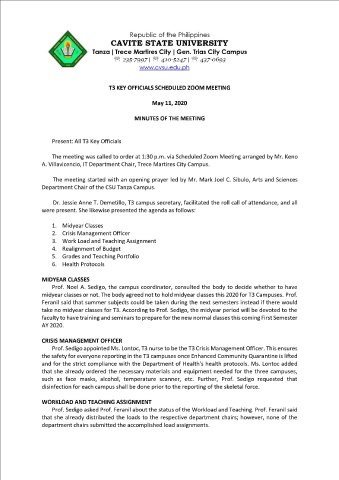 Republic of the Philippines
CAVITE STATE UNIVERSITY
Tanza | Trece Martires City | Gen. Trias City Campus
☏ 235-7997 | ☏ 410-5247 | ☏ 437-0693
www.cvsu.edu.ph
T3 KEY OFFICIALS SCHEDULED ZOOM MEETING
May 11, 2020
MINUTES OF THE MEETING
Present: All T3 Key Officials
The meeting was called to order at 1:30 p.m. via Scheduled Zoom Meeting arranged by Mr. Keno
A. Villavicencio, IT Department Chair, Trece Martires City Campus.
The meeting started with an opening prayer led by Mr. Mark Joel C. Sibulo, Arts and Sciences
Department Chair of the CSU Tanza Campus.
Dr. Jessie Anne T. Demetillo, T3 campus secretary, facilitated the roll call of attendance, and all
were present. She likewise presented the agenda as follows:
1. Midyear Classes
2. Crisis Management Officer
3. Work Load and Teaching Assignment
4. Realignment of Budget
5. Grades and Teaching Portfolio
6. Health Protocols
MIDYEAR CLASSES
Prof. Noel A. Sedigo, the campus coordinator, consulted the body to decide whether to have
midyear classes or not. The body agreed not to hold midyear classes this 2020 for T3 Campuses. Prof.
Feranil said that summer subjects could be taken during the next semesters instead if there would
take no midyear classes for T3. According to Prof. Sedigo, the midyear period will be devoted to the
faculty to have training and seminars to prepare for the new normal classes this coming First Semester
AY 2020.
CRISIS MANAGEMENT OFFICER
Prof. Sedigo appointed Ms. Lontoc, T3 nurse to be the T3 Crisis Management Officer. This ensures
the safety for everyone reporting in the T3 campuses once Enhanced Community Quarantine is lifted
and for the strict compliance with the Department of Health's health protocols. Ms. Lontoc added
that she already ordered the necessary materials and equipment needed for the three campuses,
such as face masks, alcohol, temperature scanner, etc. Further, Prof. Sedigo requested that
disinfection for each campus shall be done prior to the reporting of the skeletal force.
WORKLOAD AND TEACHING ASSIGNMENT
Prof. Sedigo asked Prof. Feranil about the status of the Workload and Teaching. Prof. Feranil said
that she already distributed the loads to the respective department chairs; however, none of the
department chairs submitted the accomplished load assignments.